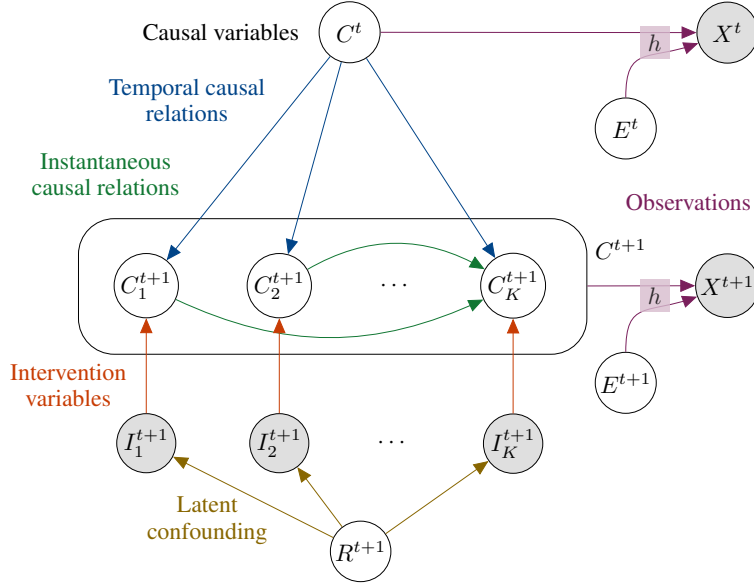 Causal variables
C^t
X^t
h
Temporal causal
relations
E^t
Instantaneous
causal relations
Observations
C^{t+1}
C_1^{t+1}
C_2^{t+1}
⋯
C_K^{t+1}
X^{t+1}
h
Intervention
variables
E^{t+1}
I_1^{t+1}
I_2^{t+1}
⋯
I_K^{t+1}
Latent
confounding
R^{t+1}